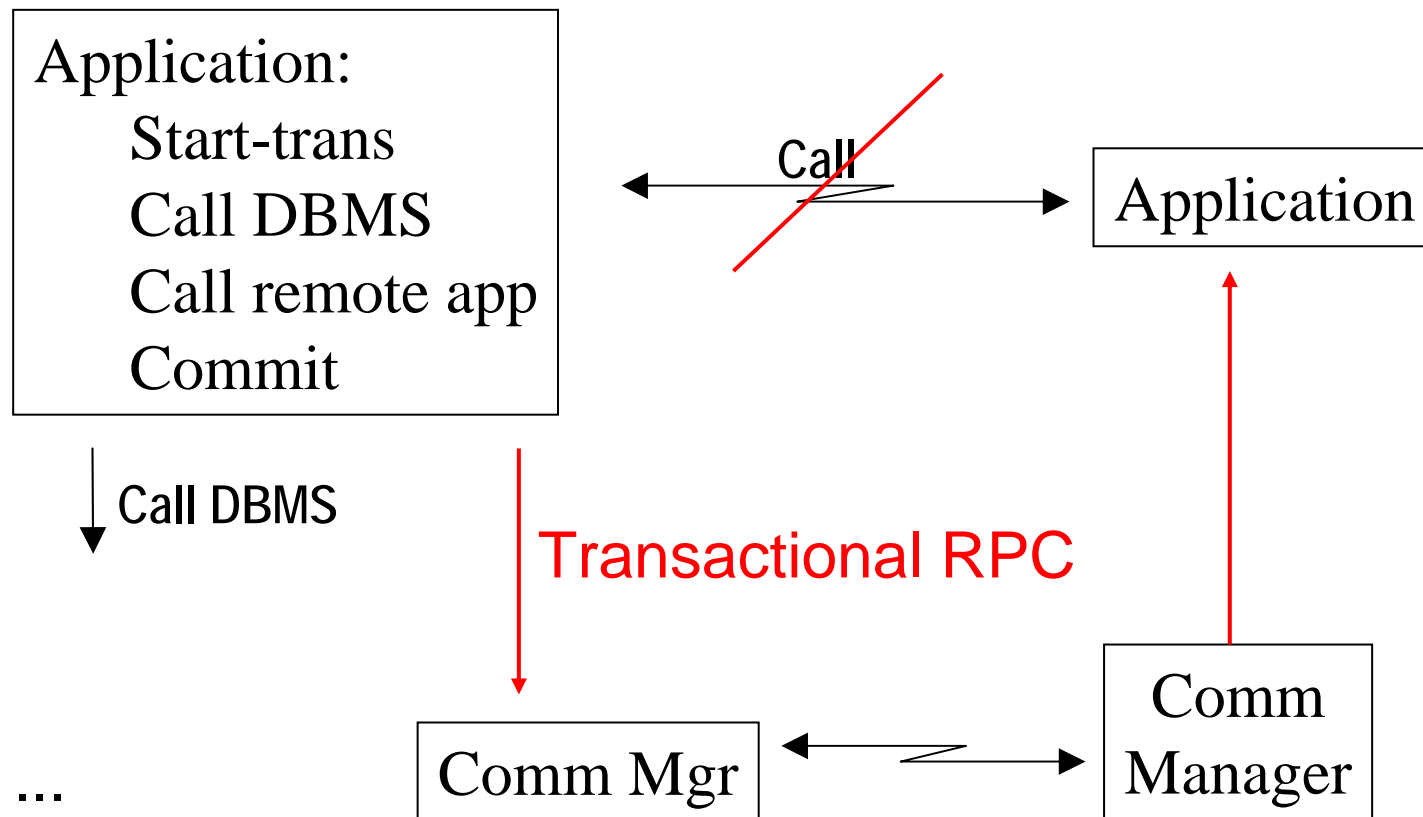 Application:
Start-trans
Call DBMS
Call remote app
Commit
Call
Application
Call DBMS
Transactional RPC
Comm Mgr
Comm
Manager
...